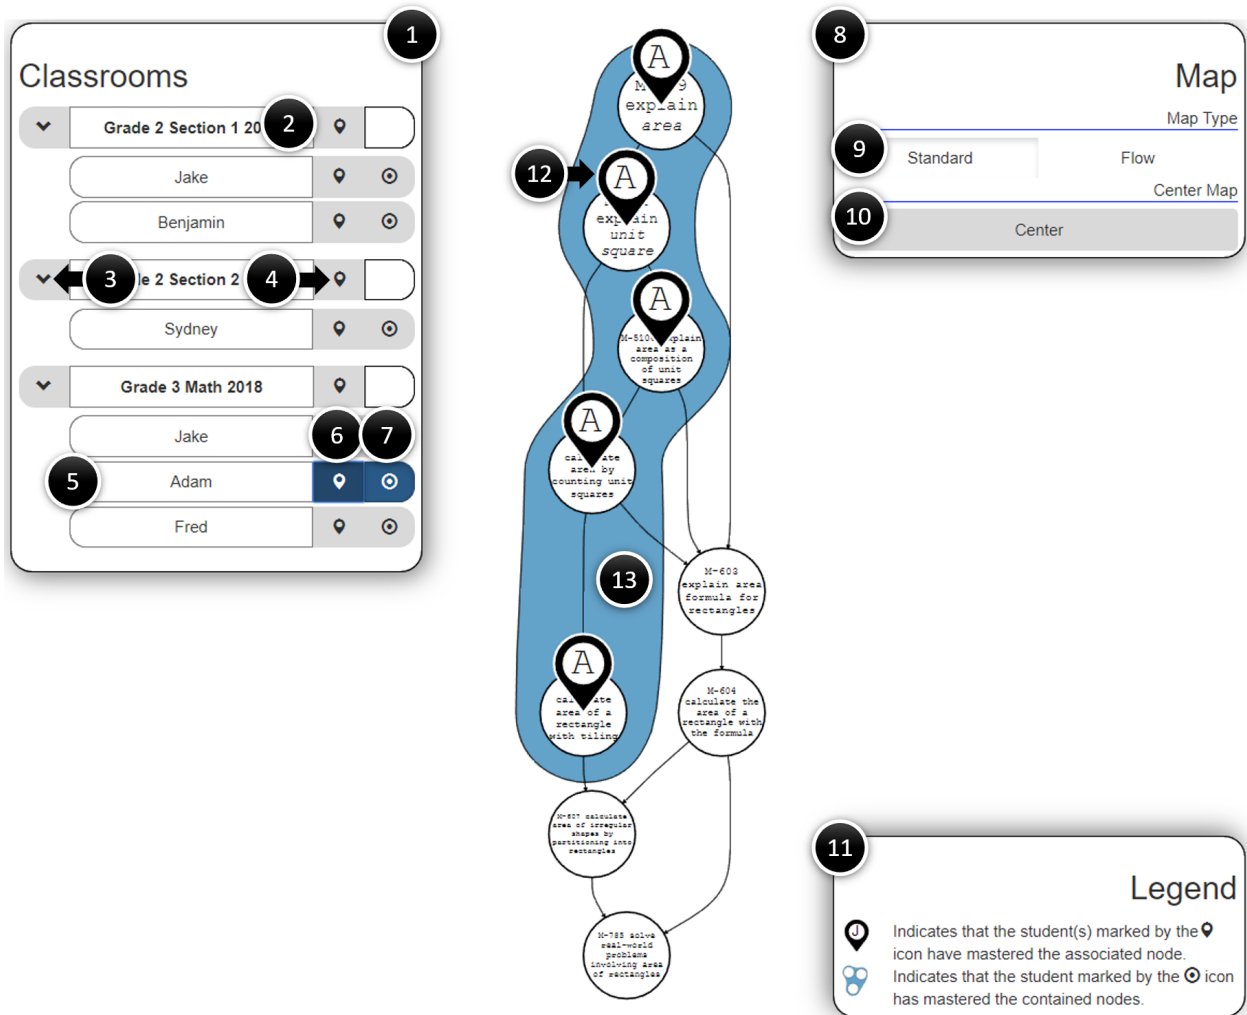 1
Classrooms
Grade 2 Section 1 20
2
Jake
Benjamin
3
le 2 Section 2
4
Sydney
Grade 3 Math 2018
Jake
6
7
5
Adam
Fred
A
explain
area
12
A
explain
unit
square
A
area as a
composition
of unit
squares
A
area by
counting unit
squares
13
M-603
explain area
formula for
rectangles
A
area of a
rectangle
with tiling
M-604
calculate the
area of a
rectangle with
the formula
M-607 calculate
area of irregular
shapes by
partitioning into
rectangles
M-785 solve
real-world
problems
involving area
of rectangles
8
Map
Map Type
9
Standard
Flow
Center Map
10
Center
11
Legend
J
Indicates that the student(s) marked by the
icon have mastered the associated node.
Indicates that the student marked by the icon
has mastered the contained nodes.